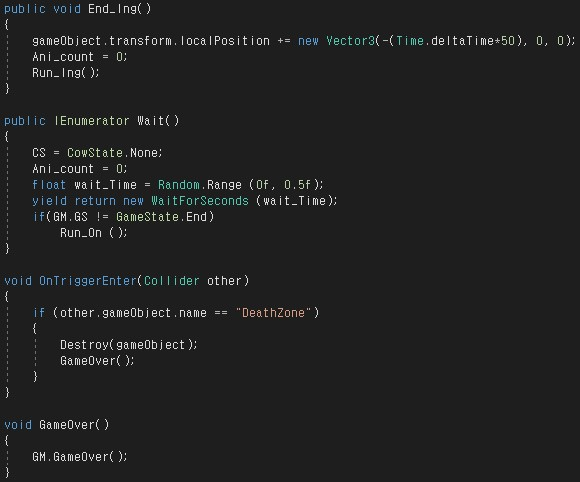 public void End_Ing()
{
    gameObject.transform.localPosition += new Vector3(-(Time.deltaTime*50), 0, 0);
    Ani_count = 0;
    Run_Ing();
}

public IEnumerator Wait()
{
    CS = CowState.None;
    Ani_count = 0;
    float wait_Time = Random.Range (0f, 0.5f);
    yield return new WaitForSeconds (wait_Time);
    if(GM.GS != GameState.End)
        Run_On ();
}

void OnTriggerEnter(Collider other)
{
    if (other.gameObject.name == "DeathZone")
    {
        Destroy(gameObject);
        GameOver();
    }
}

void GameOver()
{
    GM.GameOver();
}